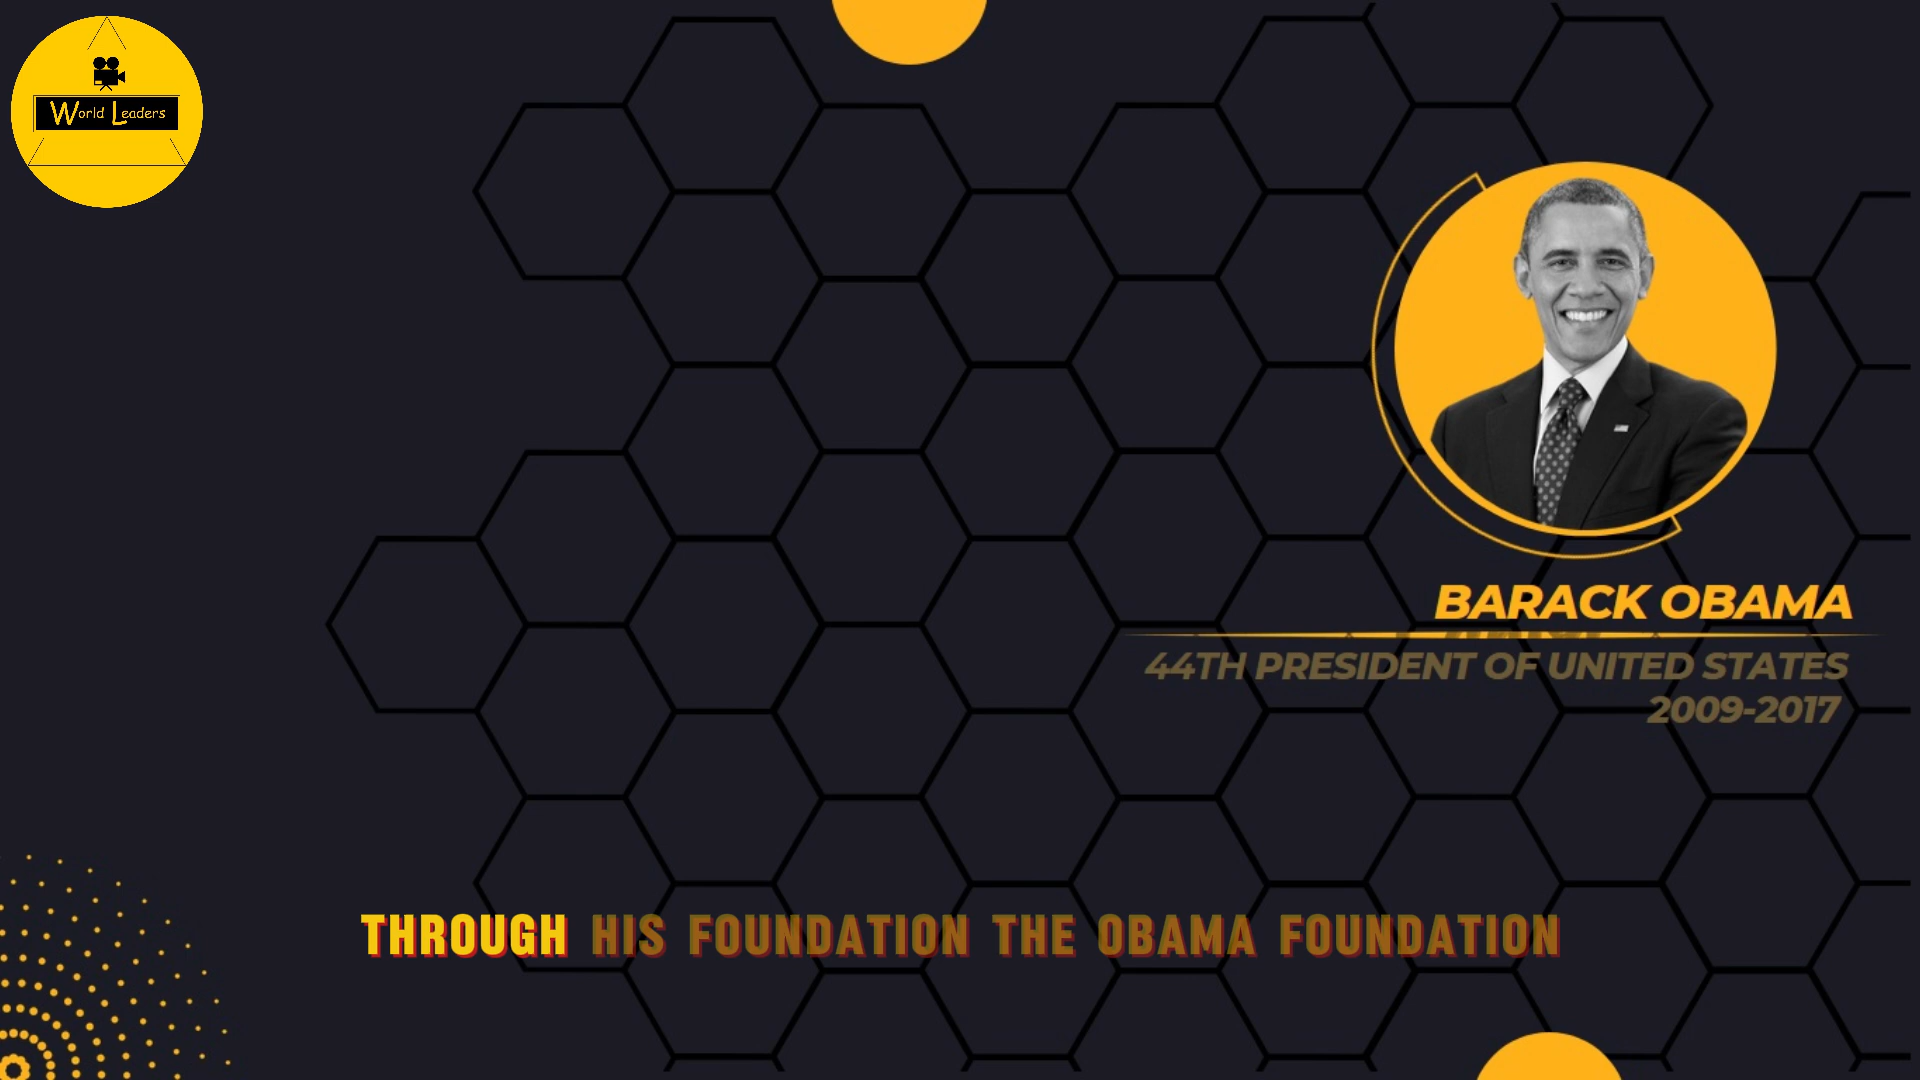 World Leaders
BARACK OBAMA
44TH PRESIDENT OF UNITED STATES
2009-2017
THROUGH HIS FOUNDATION THE OBAMA FOUNDATION